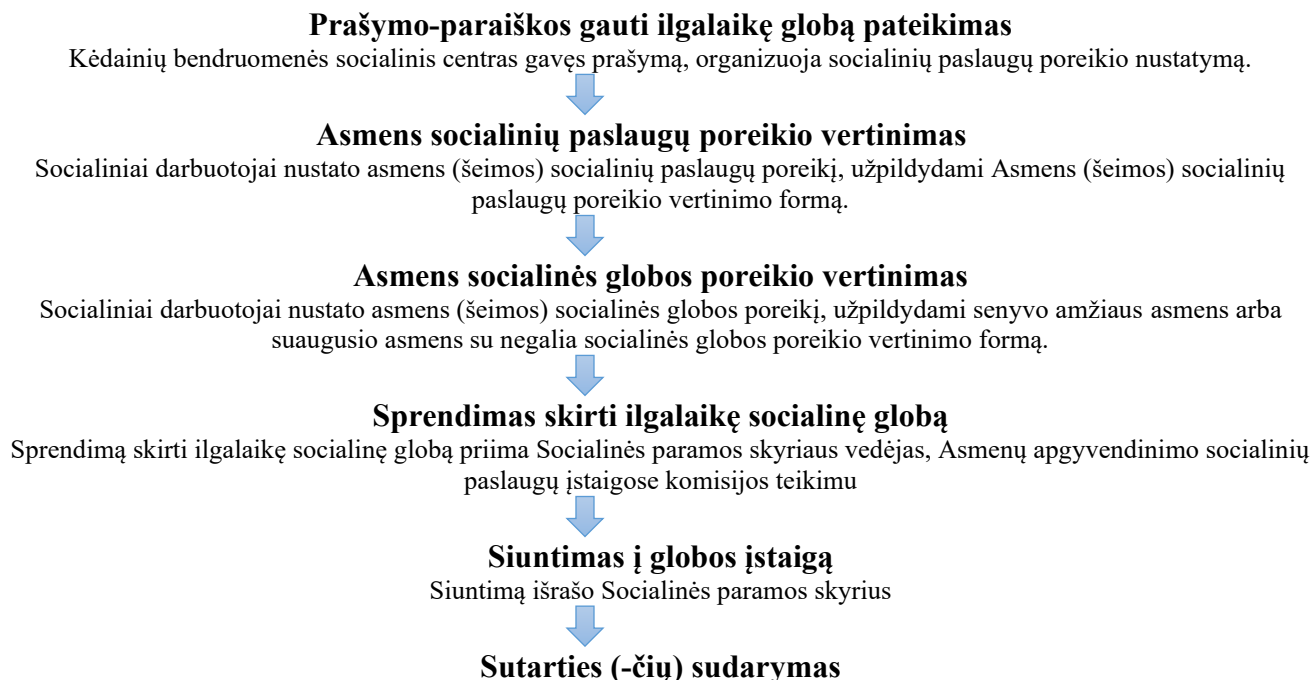 Prašymo-paraiškos gauti ilgalaikę globą pateikimas
Kėdainių bendruomenės socialinis centras gavęs prašymą, organizuoja socialinių paslaugų poreikio nustatymą.
Asmens socialinių paslaugų poreikio vertinimas
Socialiniai darbuotojai nustato asmens (šeimos) socialinių paslaugų poreikį, užpildydami Asmens (šeimos) socialinių
paslaugų poreikio vertinimo formą.
Asmens socialinės globos poreikio vertinimas
Socialiniai darbuotojai nustato asmens (šeimos) socialinės globos poreikį, užpildydami senyvo amžiaus asmens arba
suaugusio asmens su negalia socialinės globos poreikio vertinimo formą.
Sprendimas skirti ilgalaikę socialinę globą
Sprendimą skirti ilgalaikę socialinę globą priima Socialinės paramos skyriaus vedėjas, Asmenų apgyvendinimo socialinių
paslaugų įstaigose komisijos teikimu
Siuntimas į globos įstaigą
Siuntimą išrašo Socialinės paramos skyrius
Sutarties (-čių) sudarymas